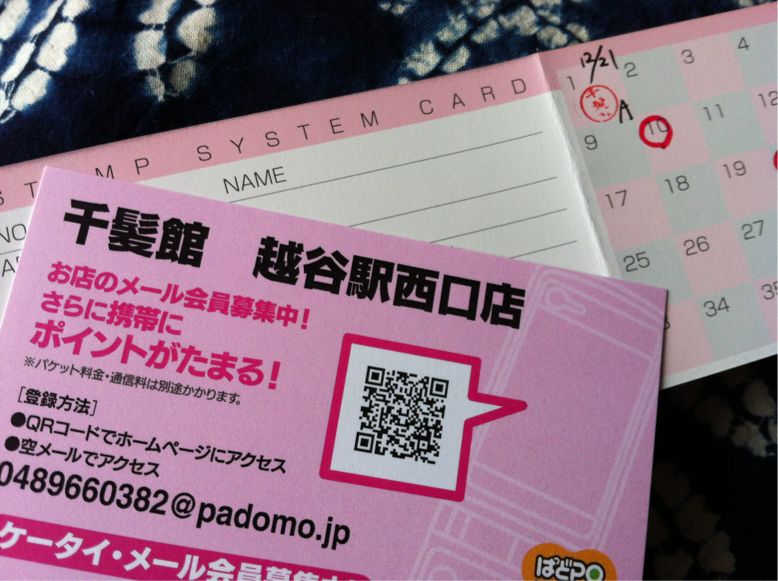 STAMP SYSTEM CARD
NAME
NO
12/21
1 2 3 4
A
9 10 11 12
17 18 19
25 26 27
33 34 35
千髪館 越谷駅西口店
お店のメール会員募集中!
さらに携帯に
ポイントがたまる!
※パケット料金・通信料は別途かかります。
[登録方法]
●QRコードでホームページにアクセス
●空メールでアクセス
0489660382@padomo.jp
ケータイ・メール会員募集中
ぱどpo